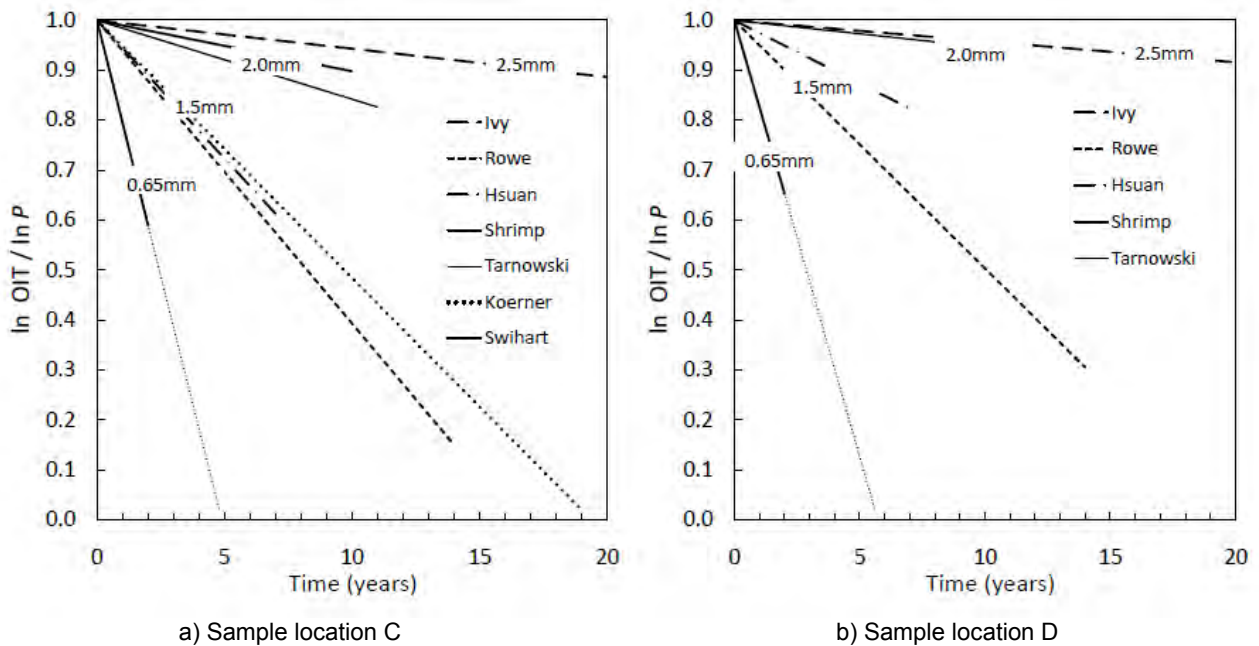 1.0
0.9
0.8
0.7
0.6
0.5
0.4
0.3
0.2
0.1
0.0
ln OIT / ln P
0 5 10 15 20
Time (years)
2.5mm
2.0mm
1.5mm
0.65mm
Ivy
Rowe
Hsuan
Shrimp
Tarnowski
Koerner
Swihart
a) Sample location C
1.0
0.9
0.8
0.7
0.6
0.5
0.4
0.3
0.2
0.1
0.0
ln OIT / ln P
0 5 10 15 20
Time (years)
2.0mm
2.5mm
1.5mm
0.65mm
Ivy
Rowe
Hsuan
Shrimp
Tarnowski
b) Sample location D